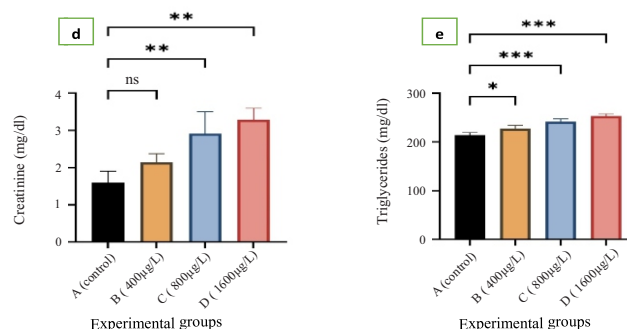 d
**
**
ns
Creatinine (mg/dl)
4
3
2
1
0
A (control)
B ( 400µg/L)
C ( 800µg/L)
D ( 1600µg/L)
Experimental groups
e
***
***
*
Triglycerides (mg/dl)
300
200
100
0
A (control)
B ( 400µg/L)
C ( 800µg/L)
D ( 1600µg/L)
Experimental groups